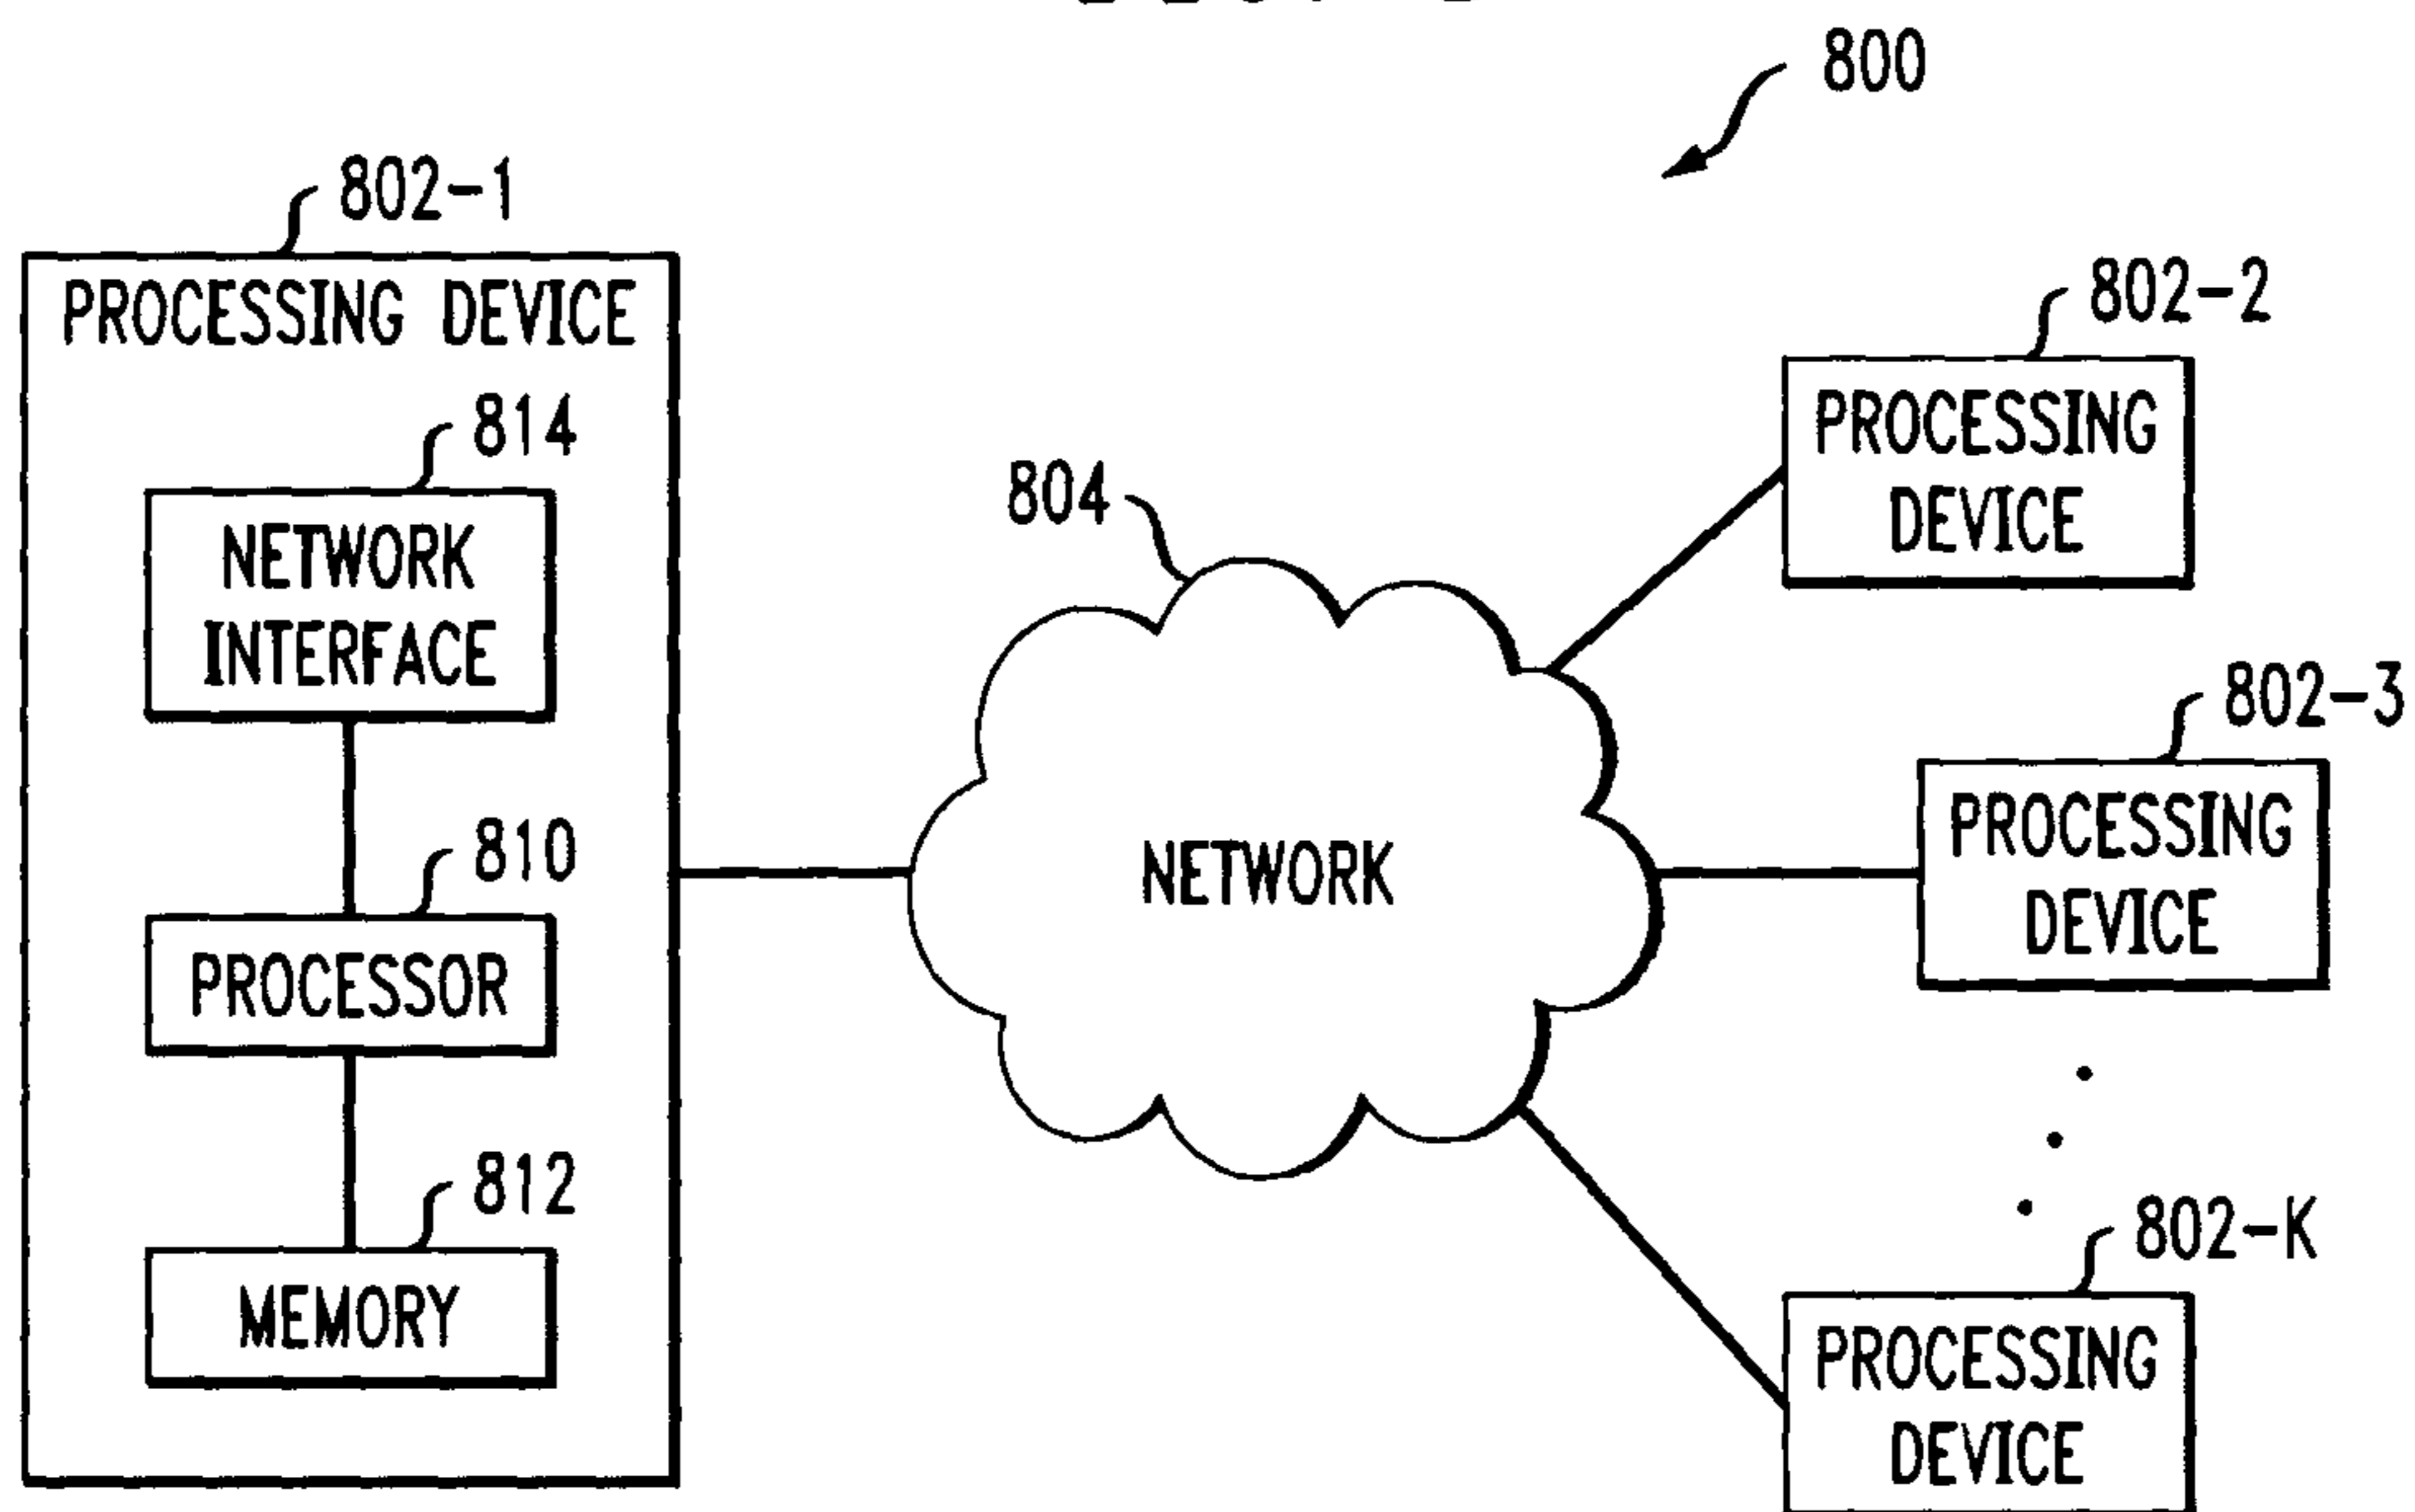 800
802-1
PROCESSING DEVICE
814
NETWORK
INTERFACE
810
PROCESSOR
812
MEMORY
804
NETWORK
802-2
PROCESSING
DEVICE
802-3
PROCESSING
DEVICE
802-K
PROCESSING
DEVICE